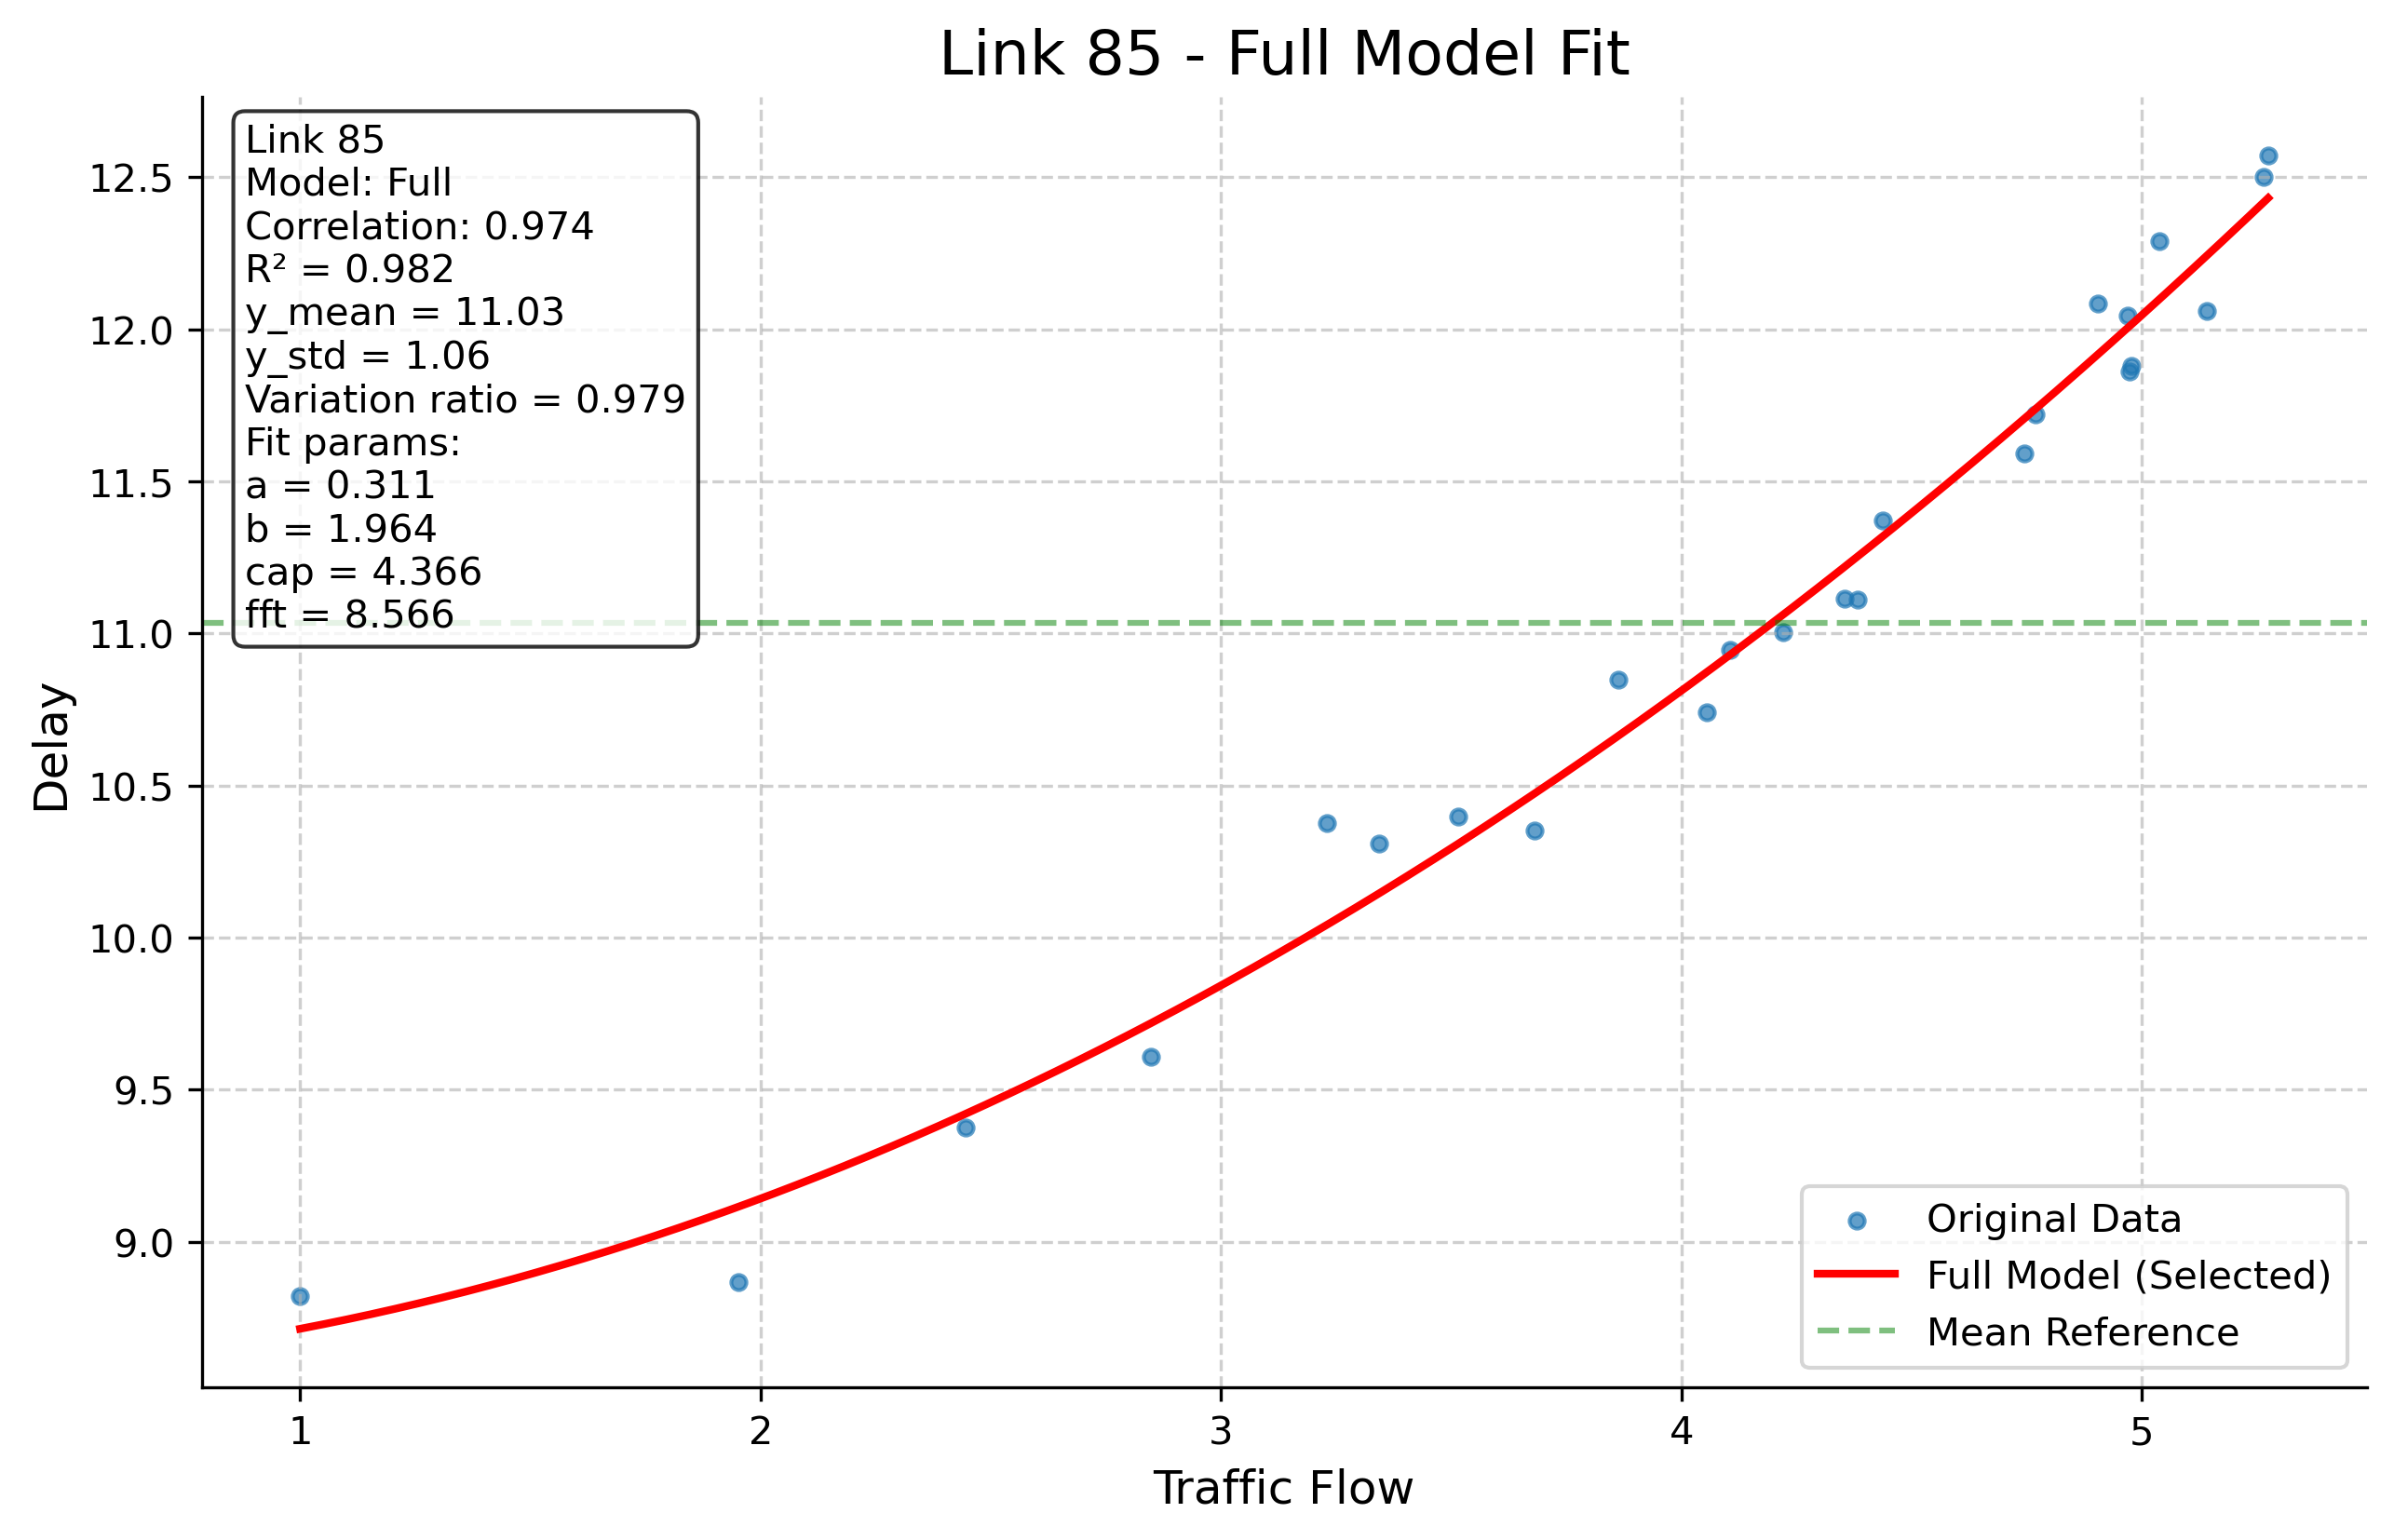 Link 85 - Full Model Fit
Link 85
Model: Full
Correlation: 0.974
R² = 0.982
y_mean = 11.03
y_std = 1.06
Variation ratio = 0.979
Fit params:
a = 0.311
b = 1.964
cap = 4.366
fft = 8.566
12.5
12.0
11.5
11.0
10.5
10.0
9.5
9.0
Delay
Original Data
Full Model (Selected)
Mean Reference
1 2 3 4 5
Traffic Flow